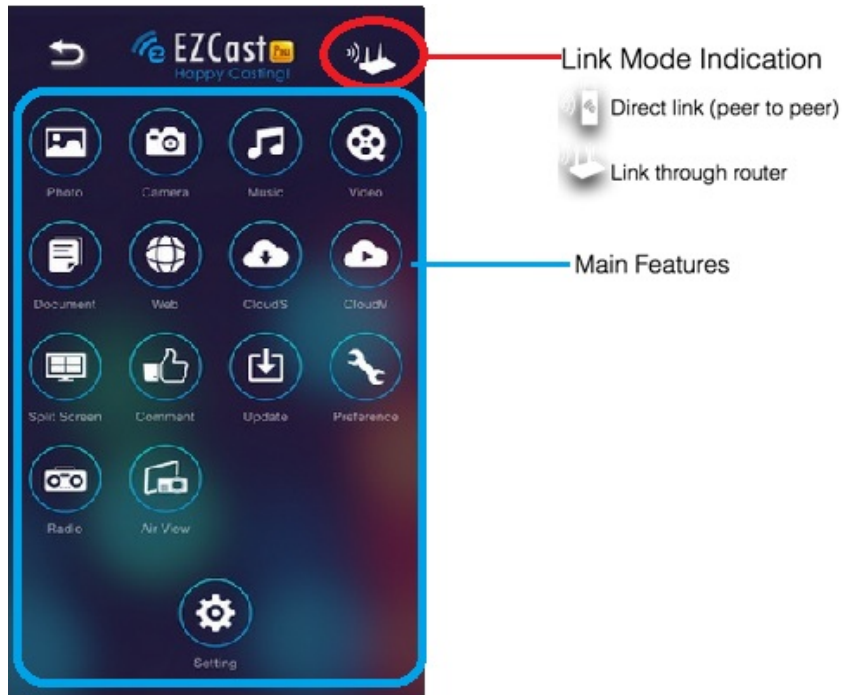 EZCast Pro
Happy Casting!
Link Mode Indication
Direct link (peer to peer)
Link through router
Photo Camera Music Video
Main Features
Document Web CloudS CloudV
Split Screen Comment Update Preference
Radio Air View
Setting